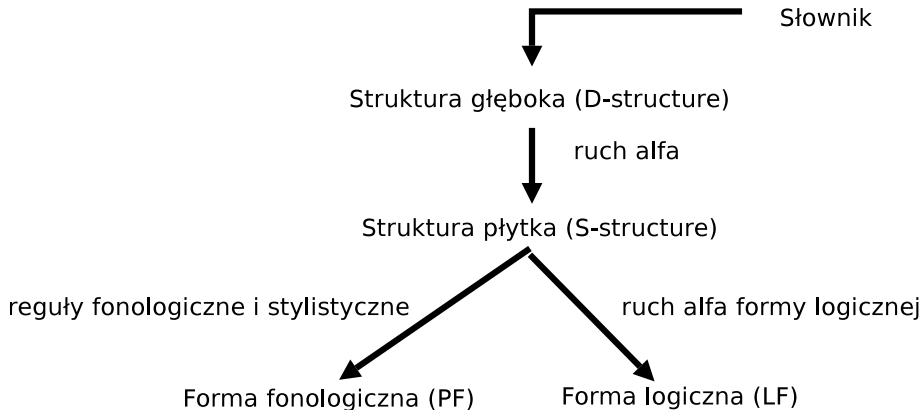 Słownik
Struktura głęboka (D-structure)
ruch alfa
Struktura płytka (S-structure)
reguły fonologiczne i stylistyczne
ruch alfa formy logicznej
Forma fonologiczna (PF)
Forma logiczna (LF)